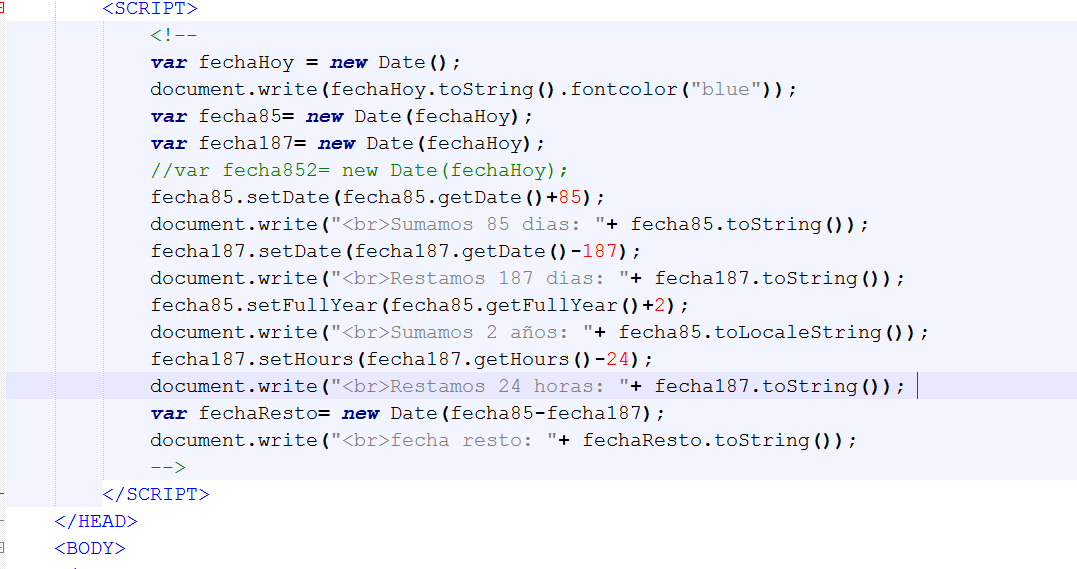 <SCRIPT>
<!--
var fechaHoy = new Date();
document.write(fechaHoy.toString().fontcolor("blue"));
var fecha85= new Date(fechaHoy);
var fecha187= new Date(fechaHoy);
//var fecha852= new Date(fechaHoy);
fecha85.setDate(fecha85.getDate()+85);
document.write("<br>Sumamos 85 dias: "+ fecha85.toString());
fecha187.setDate(fecha187.getDate()-187);
document.write("<br>Restamos 187 dias: "+ fecha187.toString());
fecha85.setFullYear(fecha85.getFullYear()+2);
document.write("<br>Sumamos 2 años: "+ fecha85.toLocaleString());
fecha187.setHours(fecha187.getHours()-24);
document.write("<br>Restamos 24 horas: "+ fecha187.toString());
var fechaResto= new Date(fecha85-fecha187);
document.write("<br>fecha resto: "+ fechaResto.toString());
-->
</SCRIPT>
</HEAD>
<BODY>